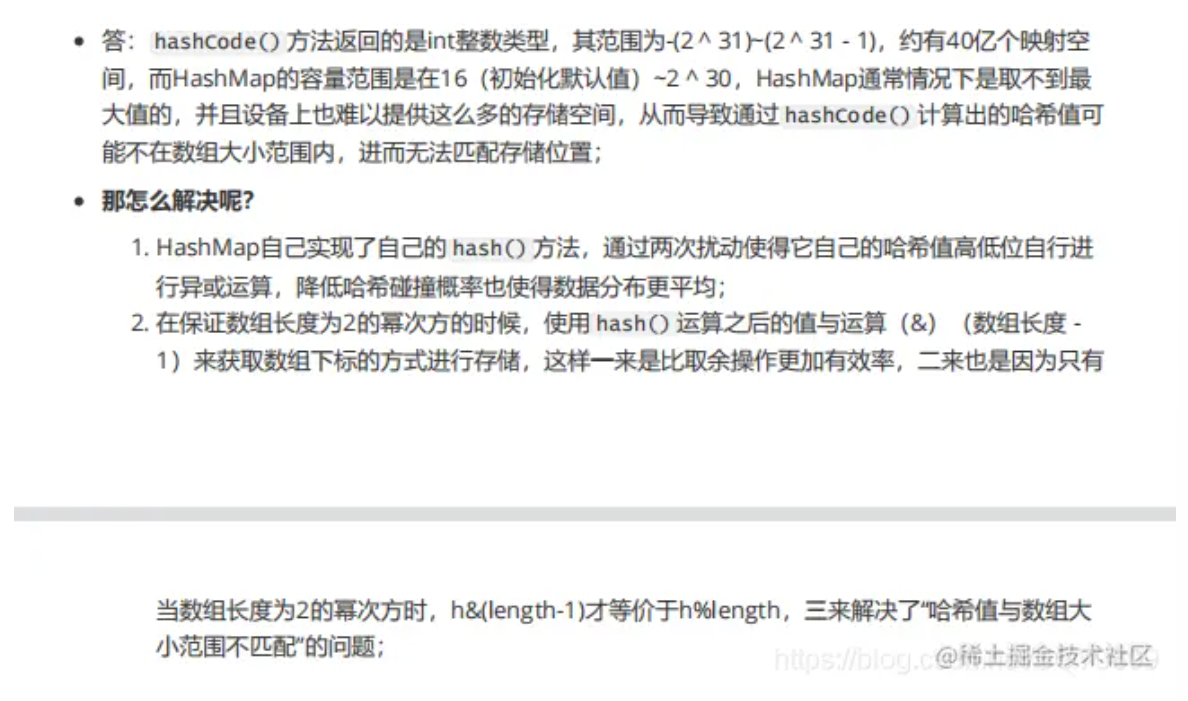 • 答：hashCode()方法返回的是int整数类型，其范围为-(2 ^ 31)~(2 ^ 31 - 1)，约有40亿个映射空
间，而HashMap的容量范围是在16（初始化默认值）~2 ^ 30，HashMap通常情况下是取不到最
大值的，并且设备上也难以提供这么多的存储空间，从而导致通过hashCode()计算出的哈希值可
能不在数组大小范围内，进而无法匹配存储位置；
• 那怎么解决呢？
1. HashMap自己实现了自己的hash()方法，通过两次扰动使得它自己的哈希值高低位自行进
行异或运算，降低哈希碰撞概率也使得数据分布更平均；
2. 在保证数组长度为2的幂次方的时候，使用hash()运算之后的值与运算（&）（数组长度 -
1）来获取数组下标的方式进行存储，这样一来是比取余操作更加有效率，二来也是因为只有
当数组长度为2的幂次方时，h&(length-1)才等价于h%length，三来解决了“哈希值与数组大
小范围不匹配”的问题；
https://blog.c
@稀土掘金技术社区